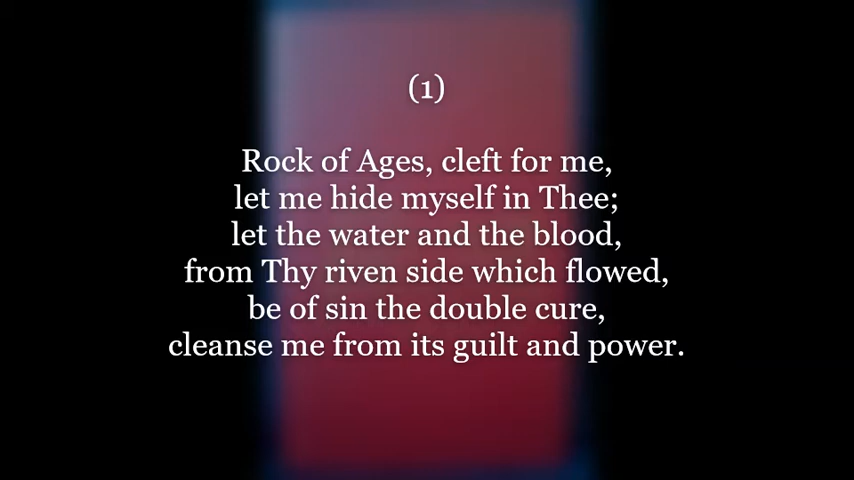 (1)
Rock of Ages, cleft for me,
let me hide myself in Thee;
let the water and the blood,
from Thy riven side which flowed,
be of sin the double cure,
cleanse me from its guilt and power.